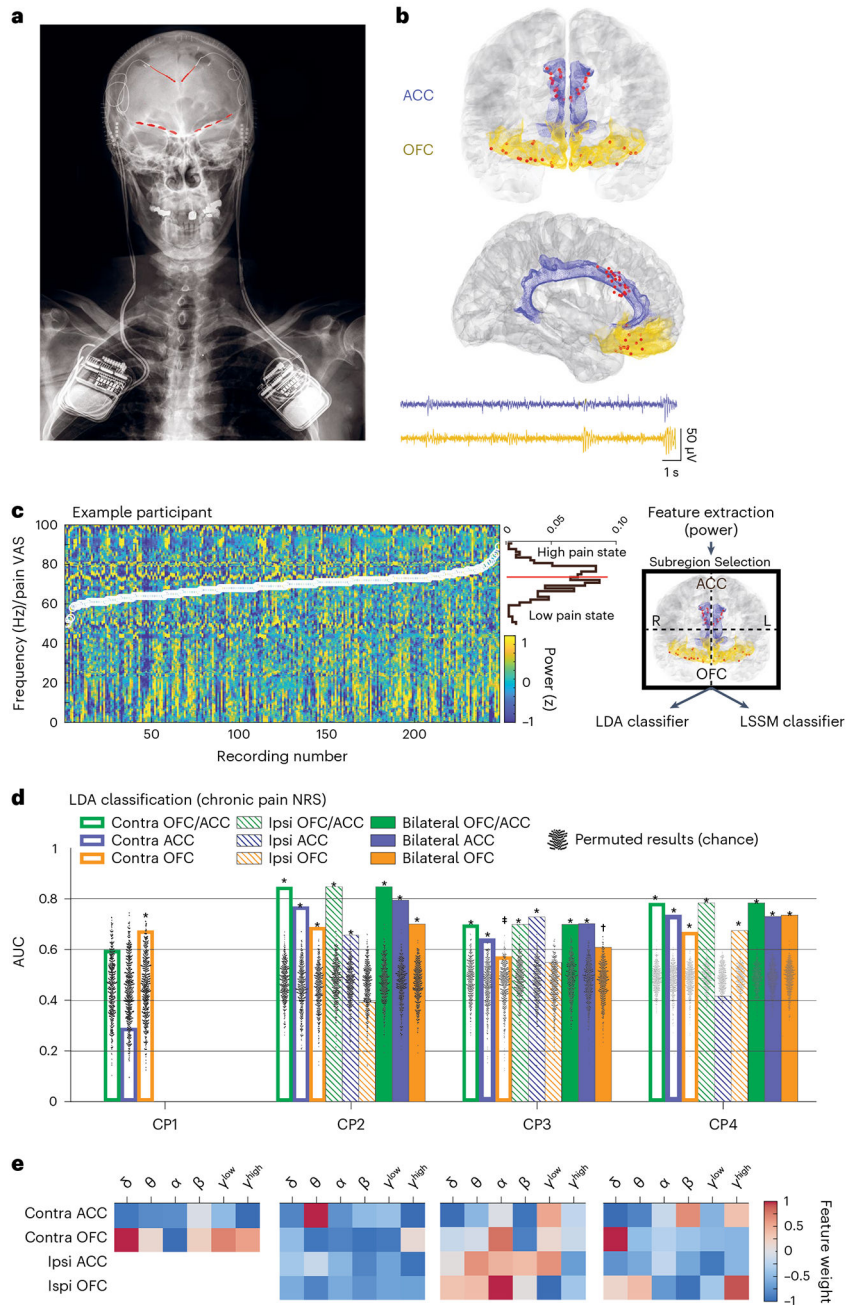 a
b
ACC
OFC
50 µV
1 s
c
Example participant
Frequency (Hz)/pain VAS
100
80
60
40
20
0
50
100
150
200
Recording number
0
0.05
0.10
High pain state
Low pain state
1
0
–1
Power (z)
Feature extraction
(power)
Subregion Selection
ACC
R
L
OFC
LDA classifier
LSSM classifier
d
LDA classification (chronic pain NRS)
Contra OFC/ACC
Ipsi OFC/ACC
Bilateral OFC/ACC
Contra ACC
Ipsi ACC
Bilateral ACC
Contra OFC
Ipsi OFC
Bilateral OFC
Permuted results (chance)
AUC
1
0.8
0.6
0.4
0.2
0
* * * * * * * * * ‡ * * * * † * * * * * * * *
CP1
CP2
CP3
CP4
e
δ θ α β γlow γhigh
δ θ α β γlow γhigh
δ θ α β γlow γhigh
δ θ α β γlow γhigh
Contra ACC
Contra OFC
Ipsi ACC
Ispi OFC
1
0.5
0
–0.5
–1
Feature weight